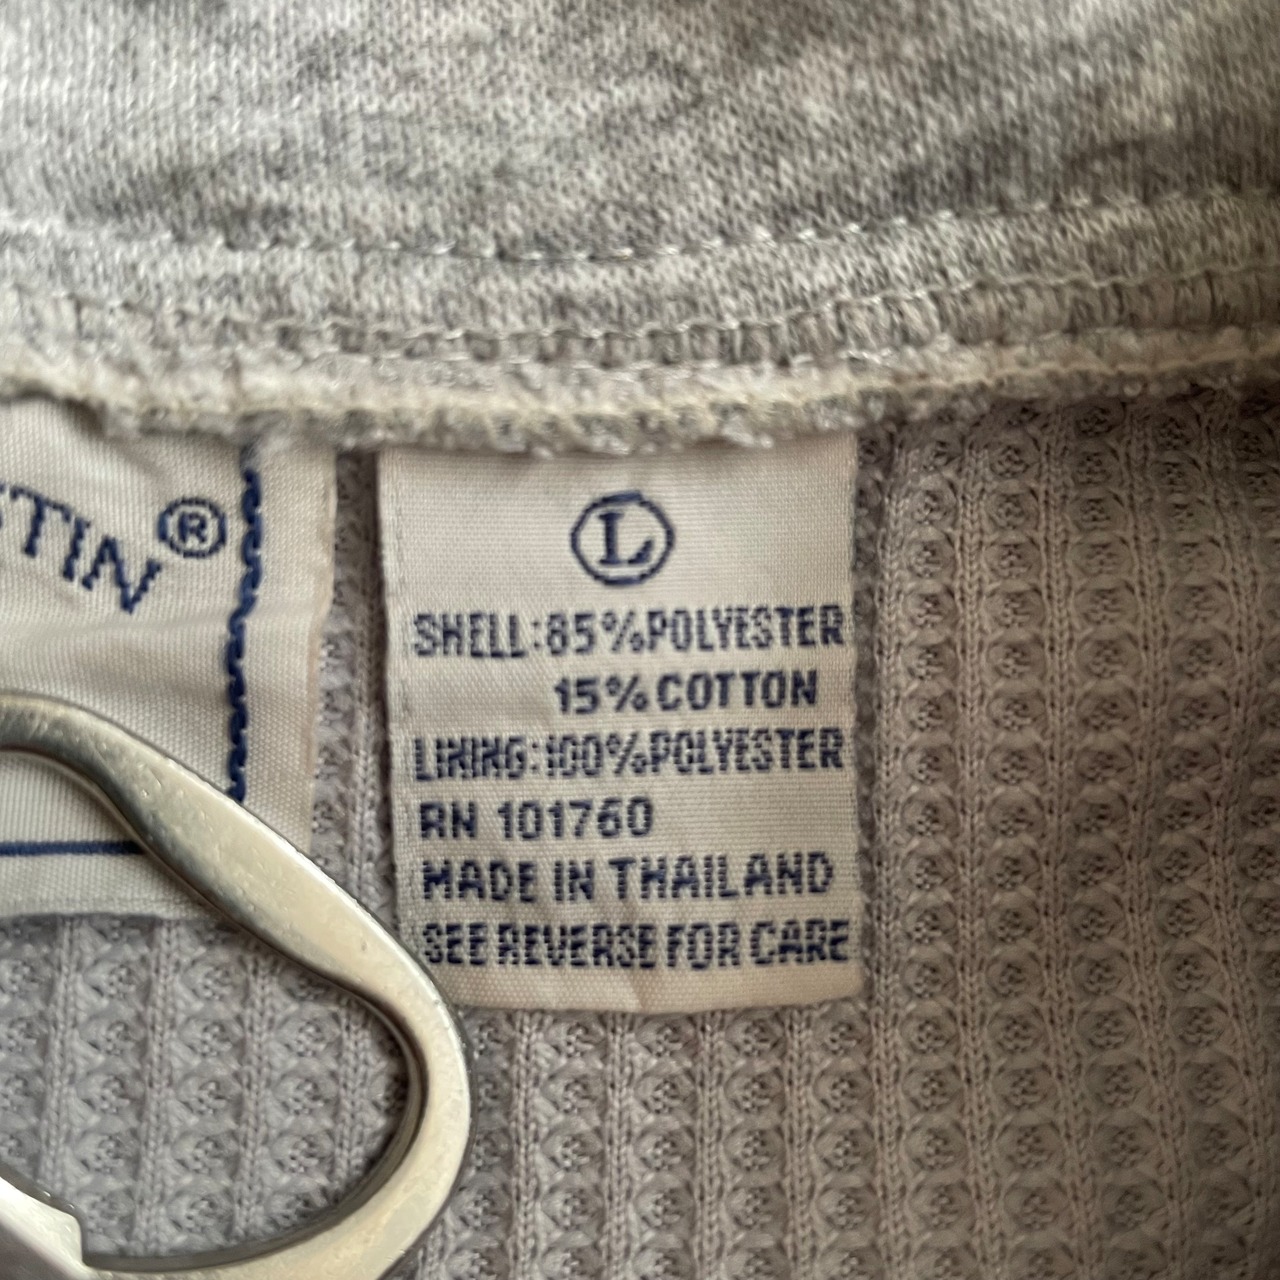 STIN®
L
SHELL:85%POLYESTER
15%COTTON
LINING:100%POLYESTER
RN 101760
MADE IN THAILAND
SEE REVERSE FOR CARE